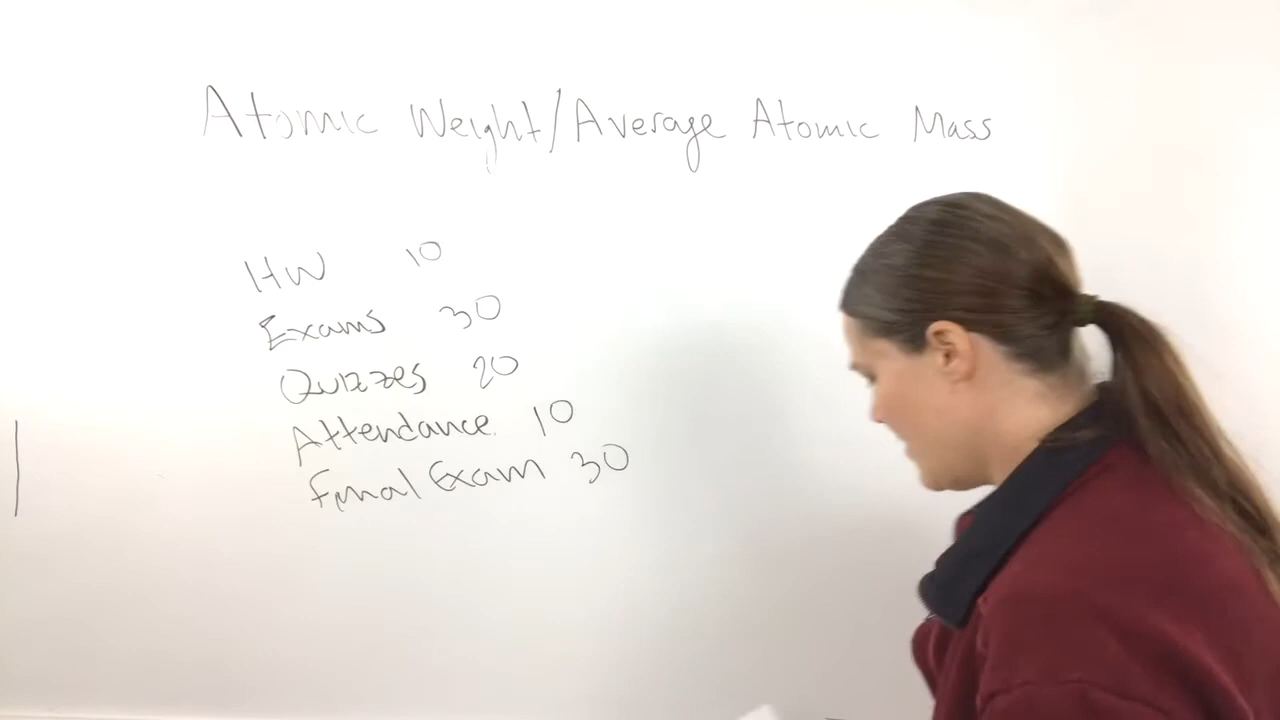 Atomic Weight/Average Atomic Mass
HW 10
Exams 30
Quizzes 20
Attendance 10
Final Exam 30